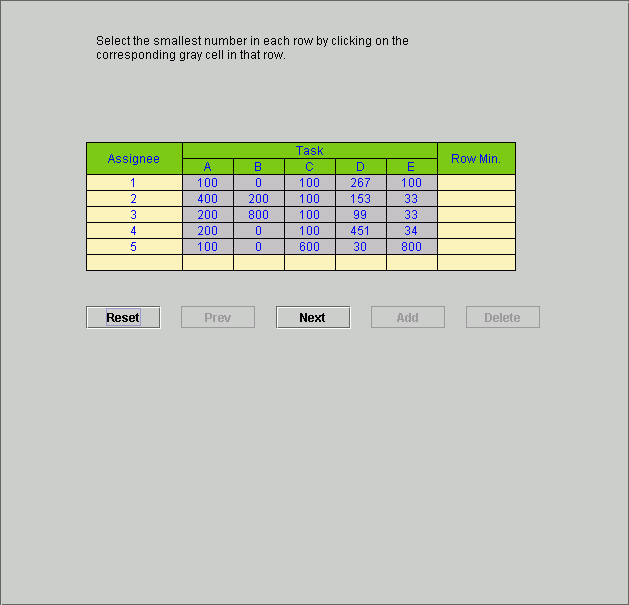 Select the smallest number in each row by clicking on the
corresponding gray cell in that row.
Assignee Task Row Min.
A B C D E
1 100 0 100 267 100
2 400 200 100 153 33
3 200 800 100 99 33
4 200 0 100 451 34
5 100 0 600 30 800
Reset Prev Next Add Delete